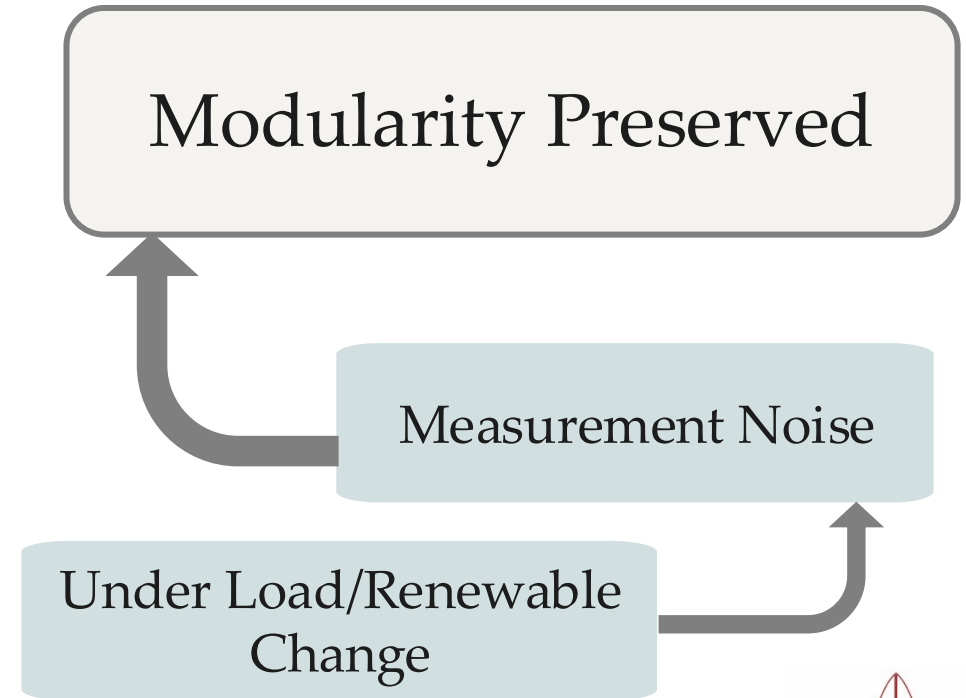 Modularity Preserved
Measurement Noise
Under Load/Renewable
Change